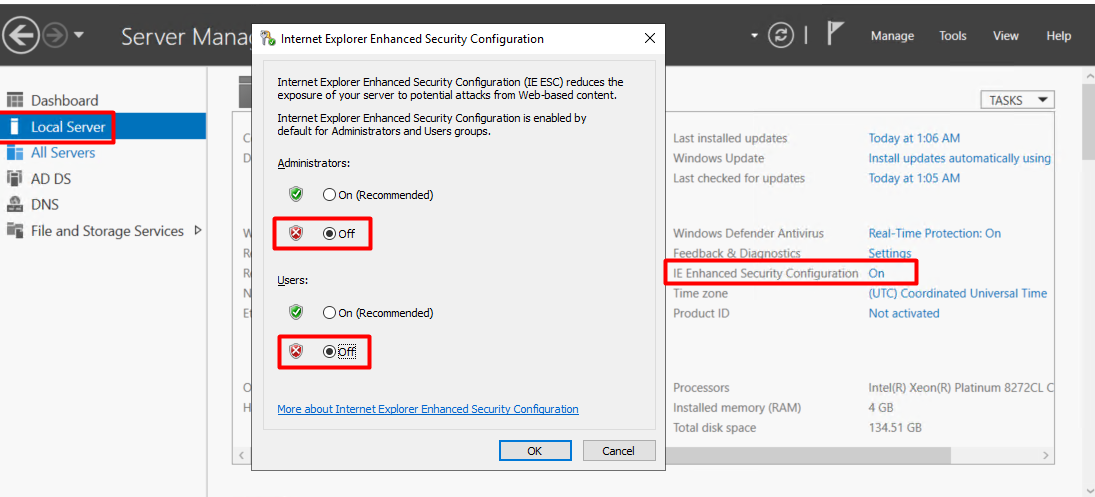 Server Mana
Manage Tools View Help
Internet Explorer Enhanced Security Configuration
Internet Explorer Enhanced Security Configuration (IE ESC) reduces the
exposure of your server to potential attacks from Web-based content.
Internet Explorer Enhanced Security Configuration is enabled by
default for Administrators and Users groups.
Administrators:
On (Recommended)
Off
Users:
On (Recommended)
Off
More about Internet Explorer Enhanced Security Configuration
OK Cancel
Dashboard
Local Server
All Servers
AD DS
DNS
File and Storage Services
TASKS
Last installed updates Today at 1:06 AM
Windows Update Install updates automatically using
Last checked for updates Today at 1:05 AM
Windows Defender Antivirus Real-Time Protection: On
Feedback & Diagnostics Settings
IE Enhanced Security Configuration On
Time zone (UTC) Coordinated Universal Time
Product ID Not activated
Processors Intel(R) Xeon(R) Platinum 8272CL C
Installed memory (RAM) 4 GB
Total disk space 134.51 GB